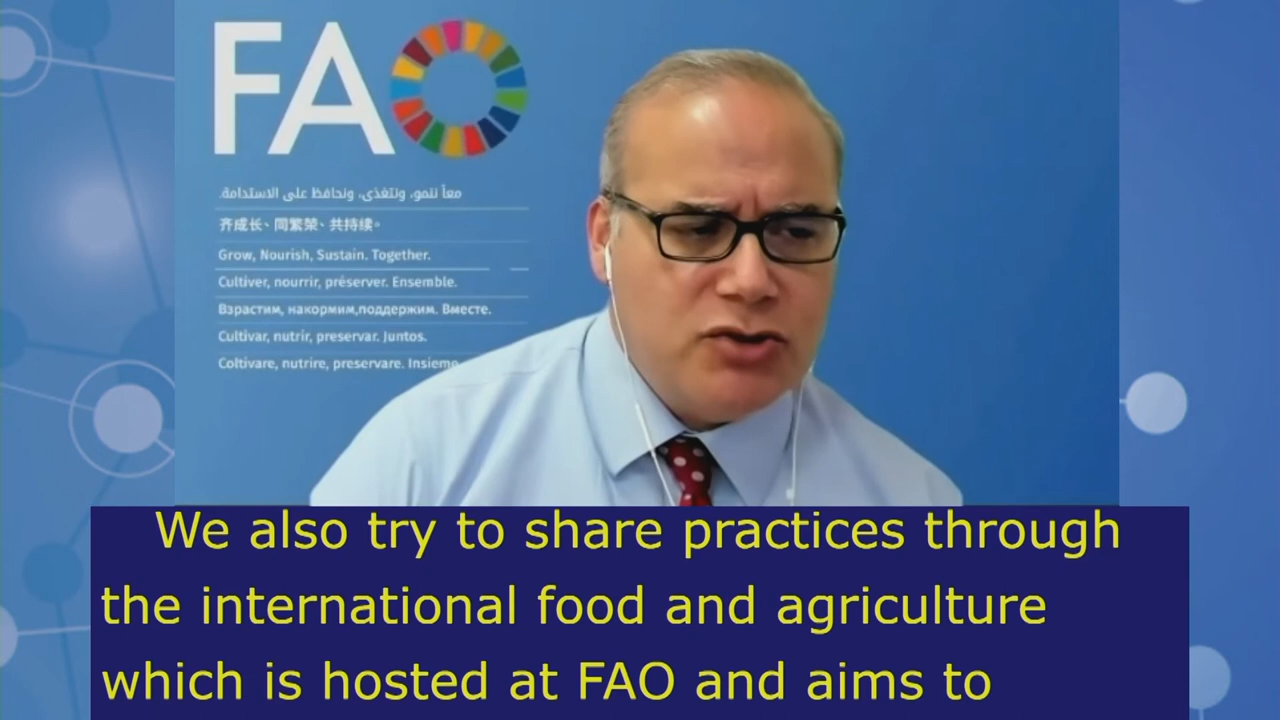 FAO
معاً ننمو، ونتغذى، ونحافظ على الاستدامة.
齐成长、同繁荣、共持续。
Grow, Nourish, Sustain. Together.
Cultiver, nourrir, préserver. Ensemble.
Взрастим, накормим,поддержим. Вместе.
Cultivar, nutrir, preservar. Juntos.
Coltivare, nutrire, preservare. Insieme
We also try to share practices through
the international food and agriculture
which is hosted at FAO and aims to